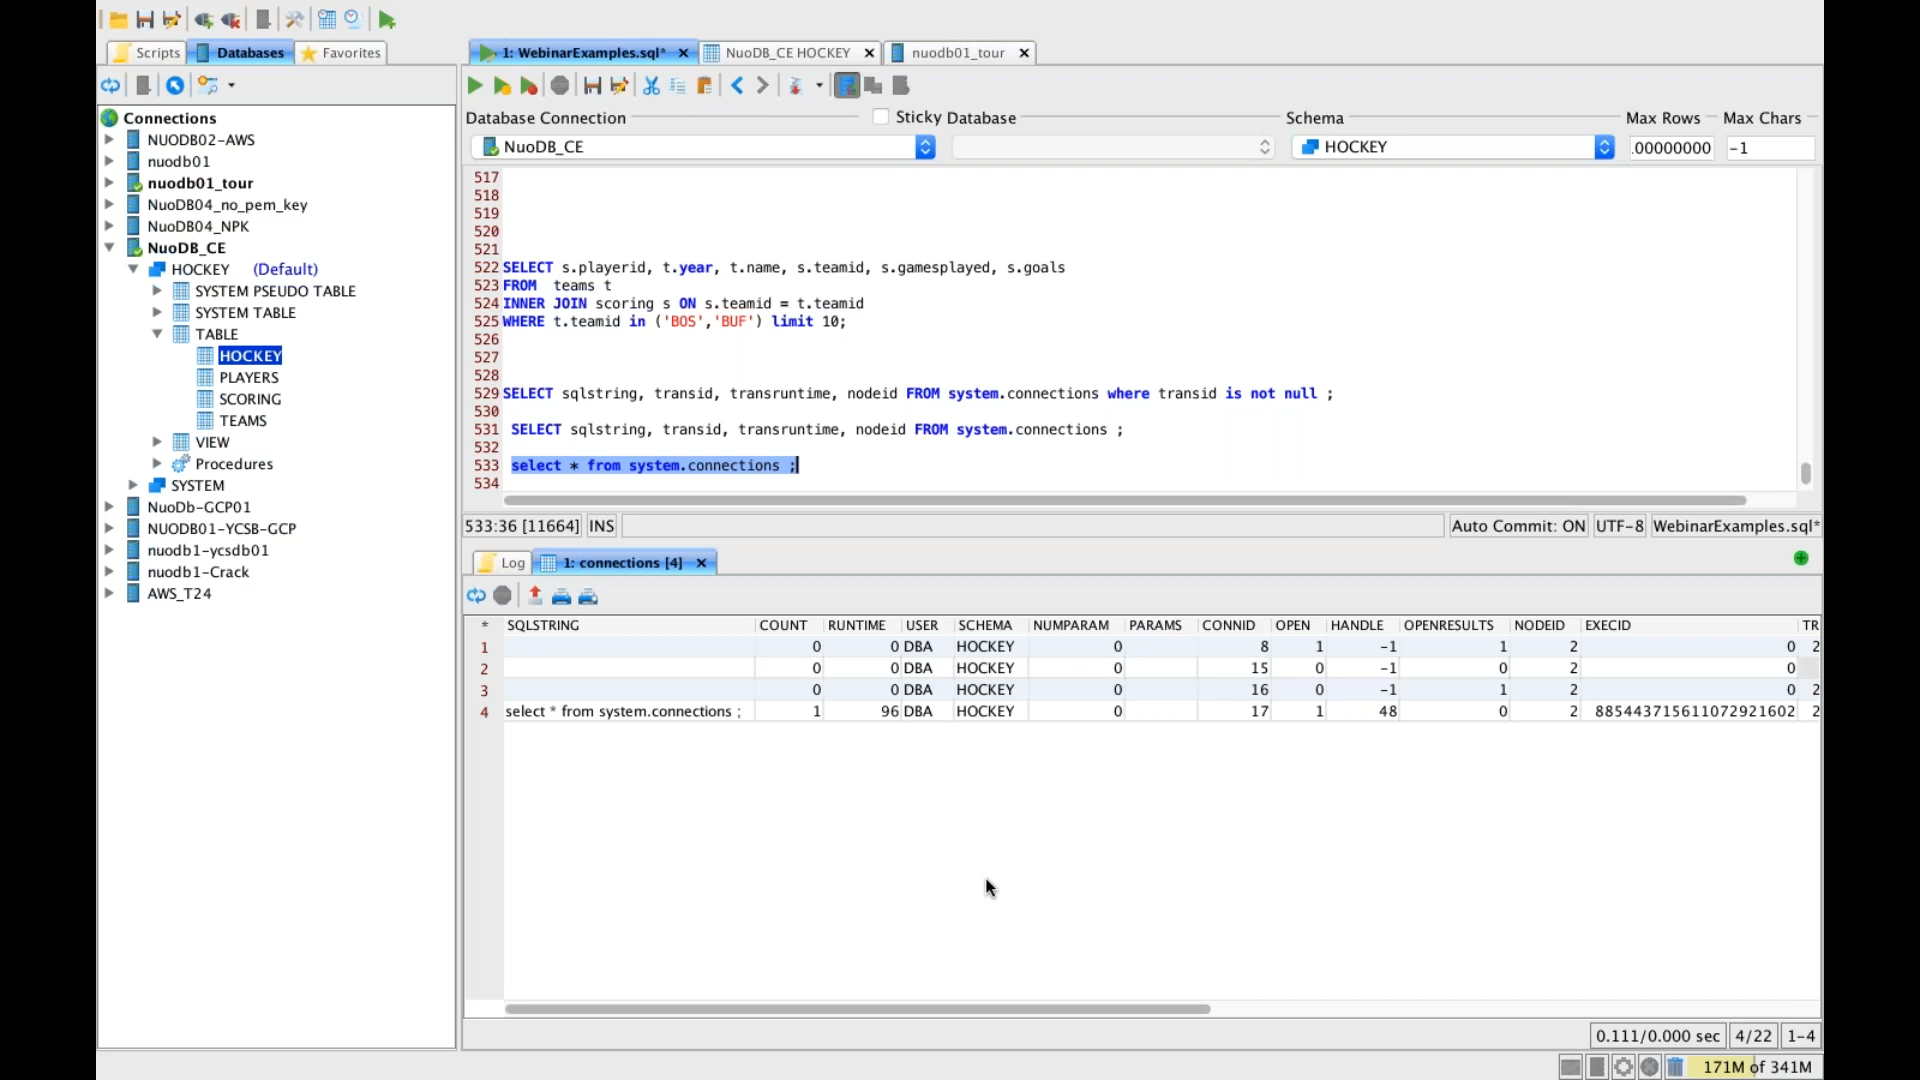 Scripts Databases Favorites
Connections
NUODB02-AWS
nuodb01
nuodb01_tour
NuoDB04_no_pem_key
NuoDB04_NPK
NuoDB_CE
HOCKEY (Default)
SYSTEM PSEUDO TABLE
SYSTEM TABLE
TABLE
HOCKEY
PLAYERS
SCORING
TEAMS
VIEW
Procedures
SYSTEM
NuoDb-GCP01
NUODB01-YCSB-GCP
nuodb1-ycsdb01
nuodb1-Crack
AWS_T24
1: WebinarExamples.sql* NuoDB_CE HOCKEY nuodb01_tour
Database Connection Sticky Database Schema Max Rows Max Chars
NuoDB_CE HOCKEY .00000000 -1
517
518
519
520
521
522 SELECT s.playerid, t.year, t.name, s.teamid, s.gamesplayed, s.goals
523 FROM teams t
524 INNER JOIN scoring s ON s.teamid = t.teamid
525 WHERE t.teamid in ('BOS','BUF') limit 10;
526
527
528
529 SELECT sqlstring, transid, transruntime, nodeid FROM system.connections where transid is not null ;
530
531 SELECT sqlstring, transid, transruntime, nodeid FROM system.connections ;
532
533 select * from system.connections ;
534
533:36 [11664] INS Auto Commit: ON UTF-8 WebinarExamples.sql*
Log 1: connections [4]
* SQLSTRING COUNT RUNTIME USER SCHEMA NUMPARAM PARAMS CONNID OPEN HANDLE OPENRESULTS NODEID EXECID TR
1 0 0 DBA HOCKEY 0 8 1 -1 1 2 0 2
2 0 0 DBA HOCKEY 0 15 0 -1 0 2 0
3 0 0 DBA HOCKEY 0 16 0 -1 1 2 0 2
4 select * from system.connections ; 1 96 DBA HOCKEY 0 17 1 48 0 2 885443715611072921602 2
0.111/0.000 sec 4/22 1-4
171M of 341M